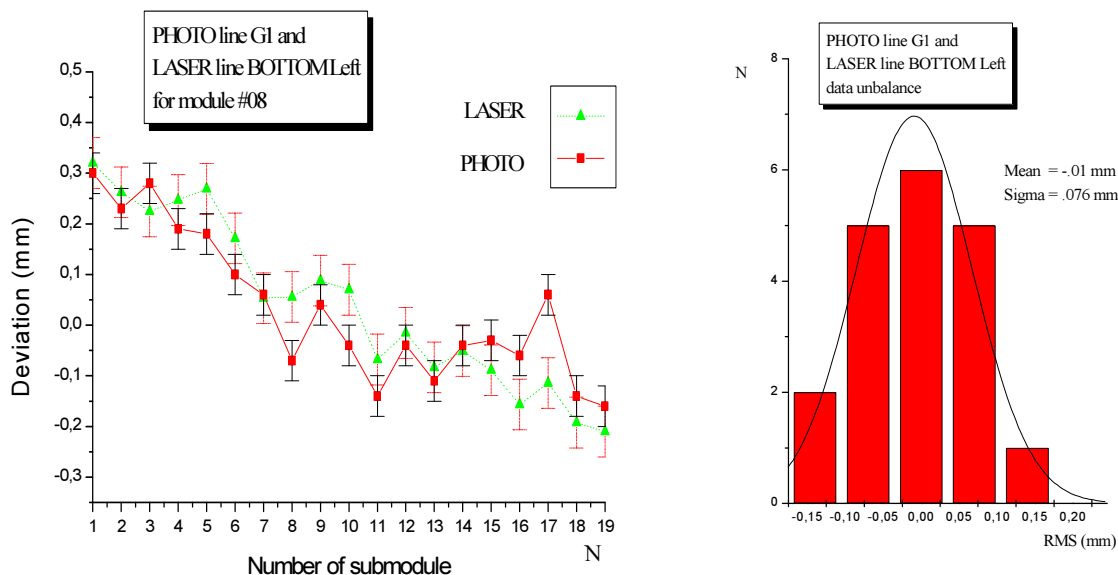 PHOTO line G1 and
LASER line BOTTOM Left
for module #08
LASER
PHOTO
0,5
0,4
0,3
0,2
0,1
0,0
-0,1
-0,2
-0,3
Deviation (mm)
1 2 3 4 5 6 7 8 9 10 11 12 13 14 15 16 17 18 19
Number of submodule
N
PHOTO line G1 and
LASER line BOTTOM Left
data unbalance
N
8
6
4
2
0
Mean = -.01 mm
Sigma = .076 mm
-0,15 -0,10 -0,05 0,00 0,05 0,10 0,15 0,20
RMS (mm)